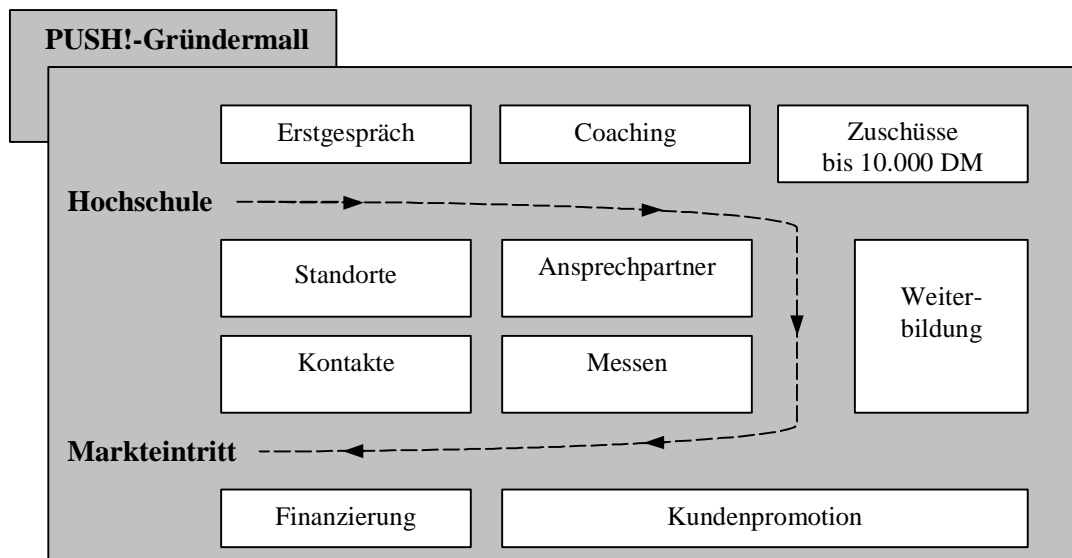 PUSH!-Gründermall
Erstgespräch
Coaching
Zuschüsse
bis 10.000 DM
Hochschule
Standorte
Ansprechpartner
Weiter-
bildung
Kontakte
Messen
Markteintritt
Finanzierung
Kundenpromotion